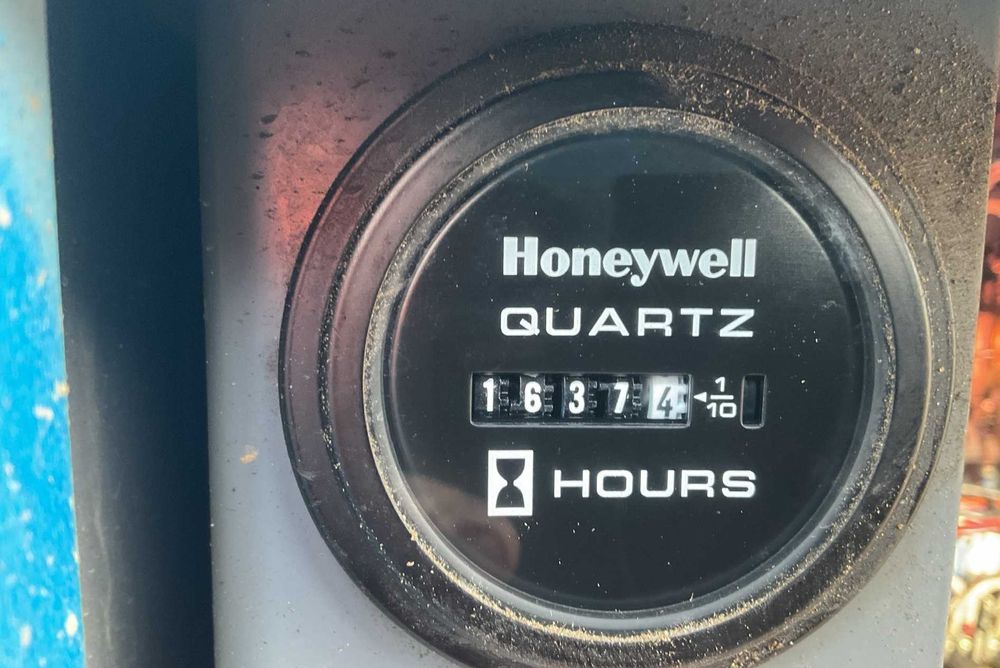 Honeywell
QUARTZ
16374 ◄ 1/10
HOURS